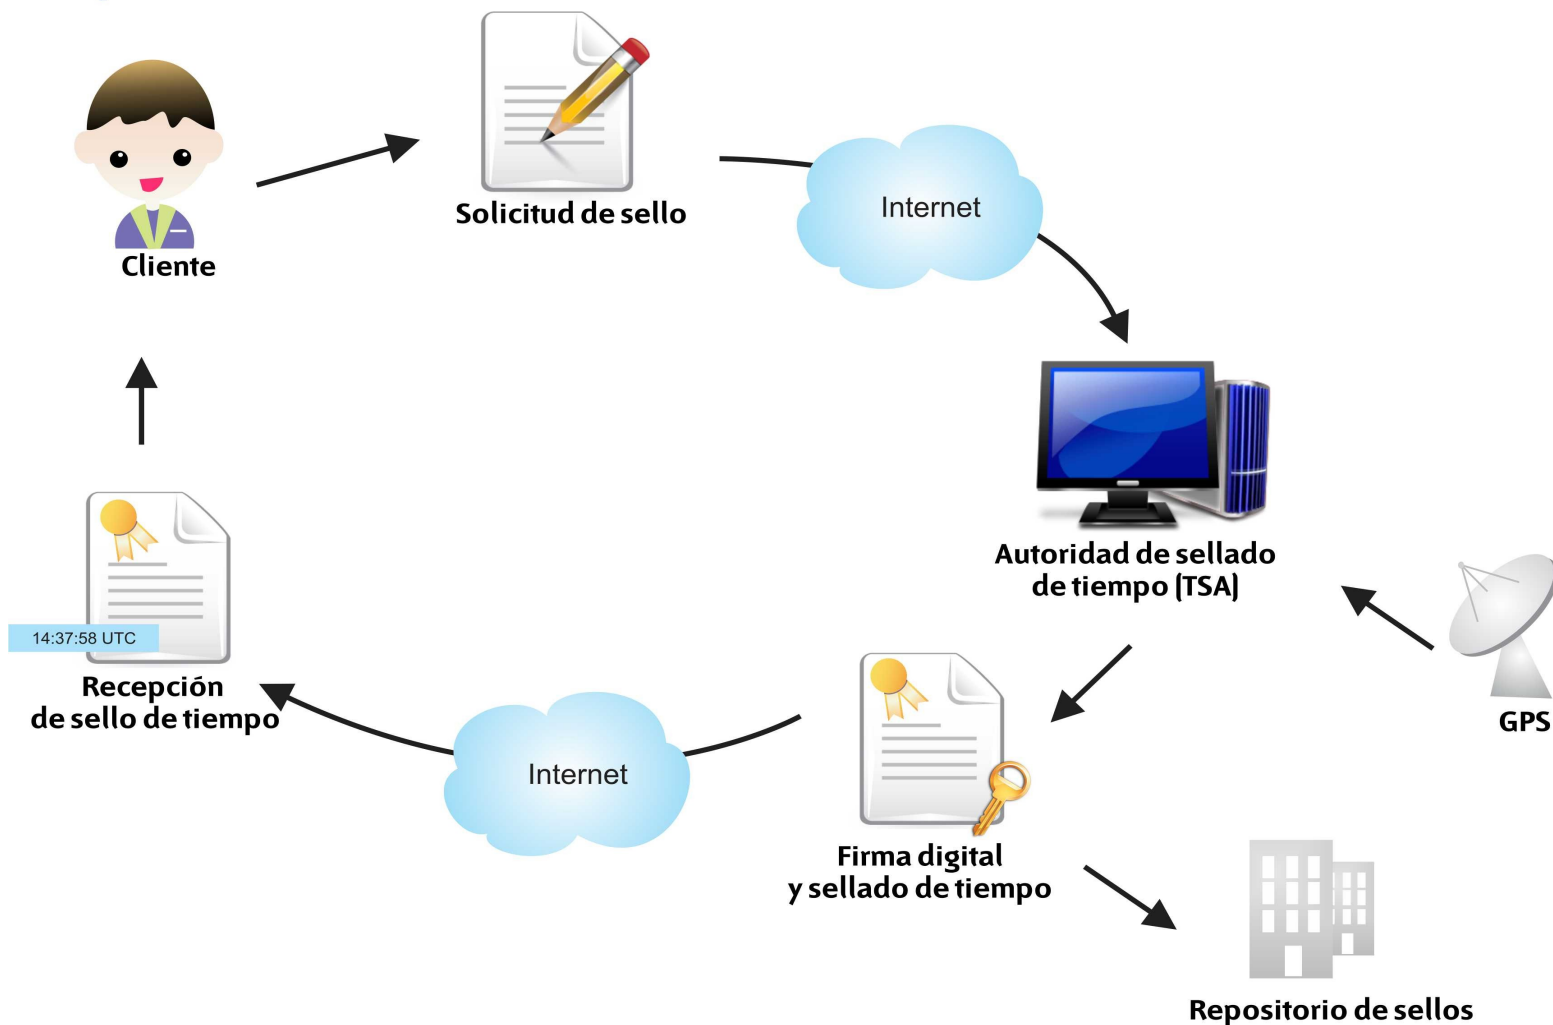 Cliente
Solicitud de sello
Internet
Autoridad de sellado
de tiempo (TSA)
GPS
14:37:58 UTC
Recepción
de sello de tiempo
Internet
Firma digital
y sellado de tiempo
Repositorio de sellos